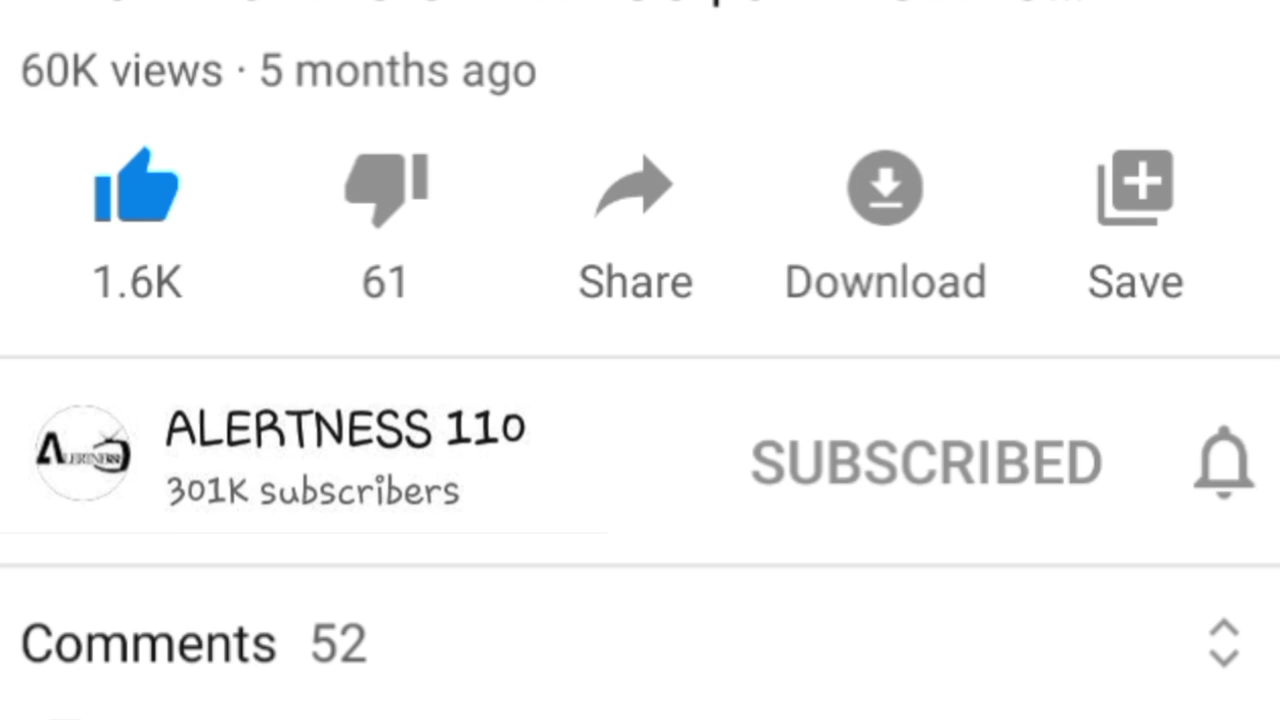 60K views · 5 months ago
1.6K 61 Share Download Save
ALERTNESS 110
301K subscribers
SUBSCRIBED
Comments 52